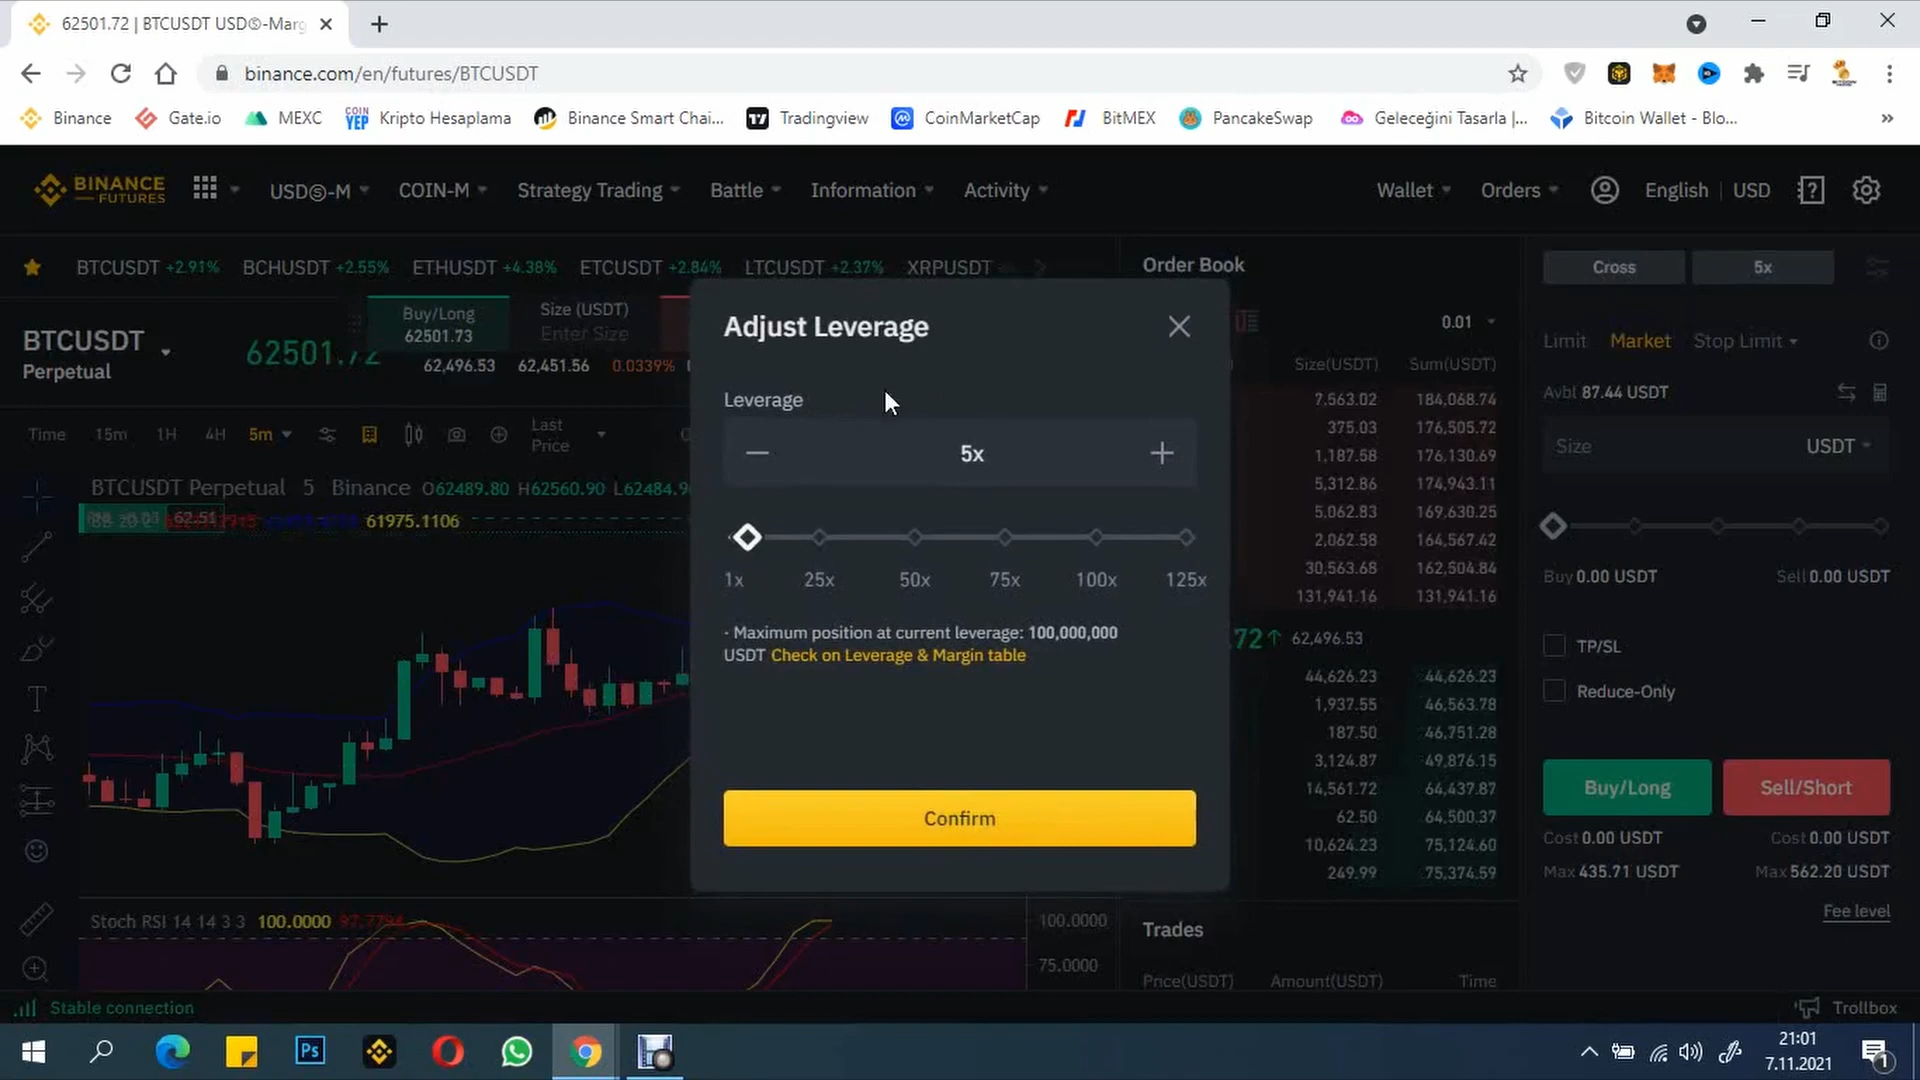 62501.72 | BTCUSDT USDⓈ-Marg
binance.com/en/futures/BTCUSDT
Binance
Gate.io
MEXC
COIN YEP
Kripto Hesaplama
Binance Smart Chai...
Tradingview
CoinMarketCap
BitMEX
PancakeSwap
Geleceğini Tasarla |...
Bitcoin Wallet - Blo...
BINANCE
FUTURES
USDⓈ-M
COIN-M
Strategy Trading
Battle
Information
Activity
Wallet
Orders
English
USD
BTCUSDT +2.91%
BCHUSDT +2.55%
ETHUSDT +4.38%
ETCUSDT +2.84%
LTCUSDT +2.37%
XRPUSDT
BTCUSDT
Perpetual
62501.72
Buy/Long
62501.73
Size (USDT)
Enter Size
62,496.53
62,451.56
0.0339%
Time
15m
1H
4H
5m
Last
Price
BTCUSDT Perpetual 5 Binance O62489.80 H62560.90 L62484.9
61975.1106
Stoch RSI 14 14 3 3 100.0000
100.0000
75.0000
Adjust Leverage
Leverage
5x
1x
25x
50x
75x
100x
125x
- Maximum position at current leverage: 100,000,000
USDT Check on Leverage & Margin table
Confirm
Order Book
0.01
Size(USDT)
Sum(USDT)
7,563.02 184,068.74
375.03 176,505.72
1,187.58 176,130.69
5,312.86 174,943.11
5,062.83 169,630.25
2,062.58 164,567.42
30,563.68 162,504.84
131,941.16 131,941.16
.72↑ 62,496.53
44,626.23 44,626.23
1,937.55 46,563.78
187.50 46,751.28
3,124.87 49,876.15
14,561.72 64,437.87
62.50 64,500.37
10,624.23 75,124.60
249.99 75,374.59
Trades
Price(USDT)
Amount(USDT)
Time
Cross
5x
Limit
Market
Stop Limit
Avbl 87.44 USDT
Size
USDT
Buy 0.00 USDT
Sell 0.00 USDT
TP/SL
Reduce-Only
Buy/Long
Sell/Short
Cost 0.00 USDT
Cost 0.00 USDT
Max 435.71 USDT
Max 562.20 USDT
Fee level
Stable connection
Trollbox
Ps
21:01
7.11.2021
1